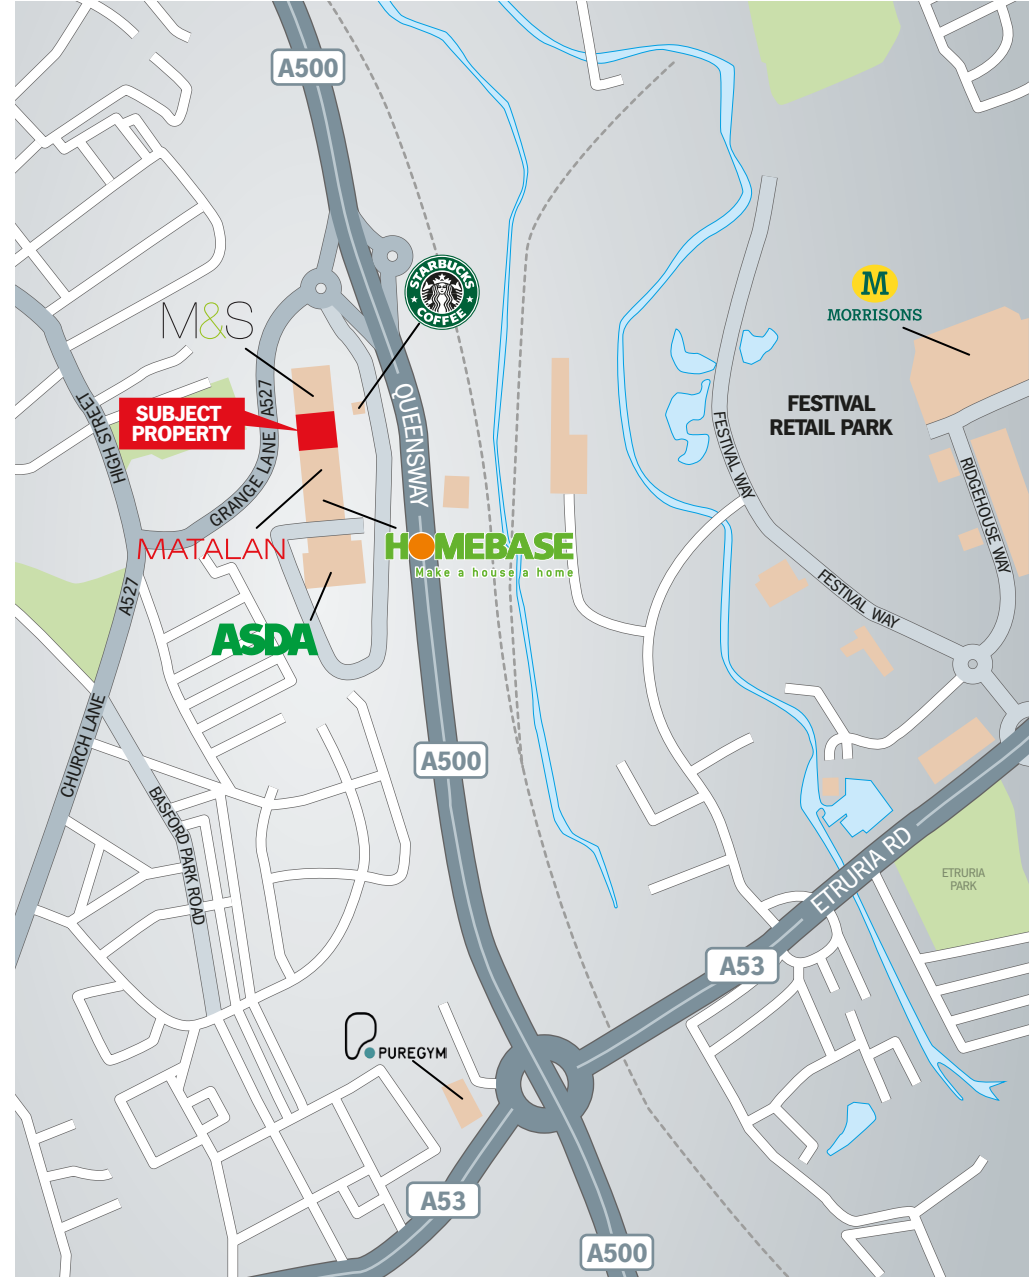 A500
STARBUCKS
COFFEE
M
MORRISONS
M&S
HIGH STREET
GRANGE LANE A527
QUEENSWAY
SUBJECT
PROPERTY
FESTIVAL
RETAIL PARK
FESTIVAL WAY
RIDGEHOUSE WAY
MATALAN
HOMEBASE
Make a house a home
A527
FESTIVAL WAY
ASDA
CHURCH LANE
A500
BASFORD PARK ROAD
ETRURIA RD
ETRURIA
PARK
A53
PUREGYM
A53
A500